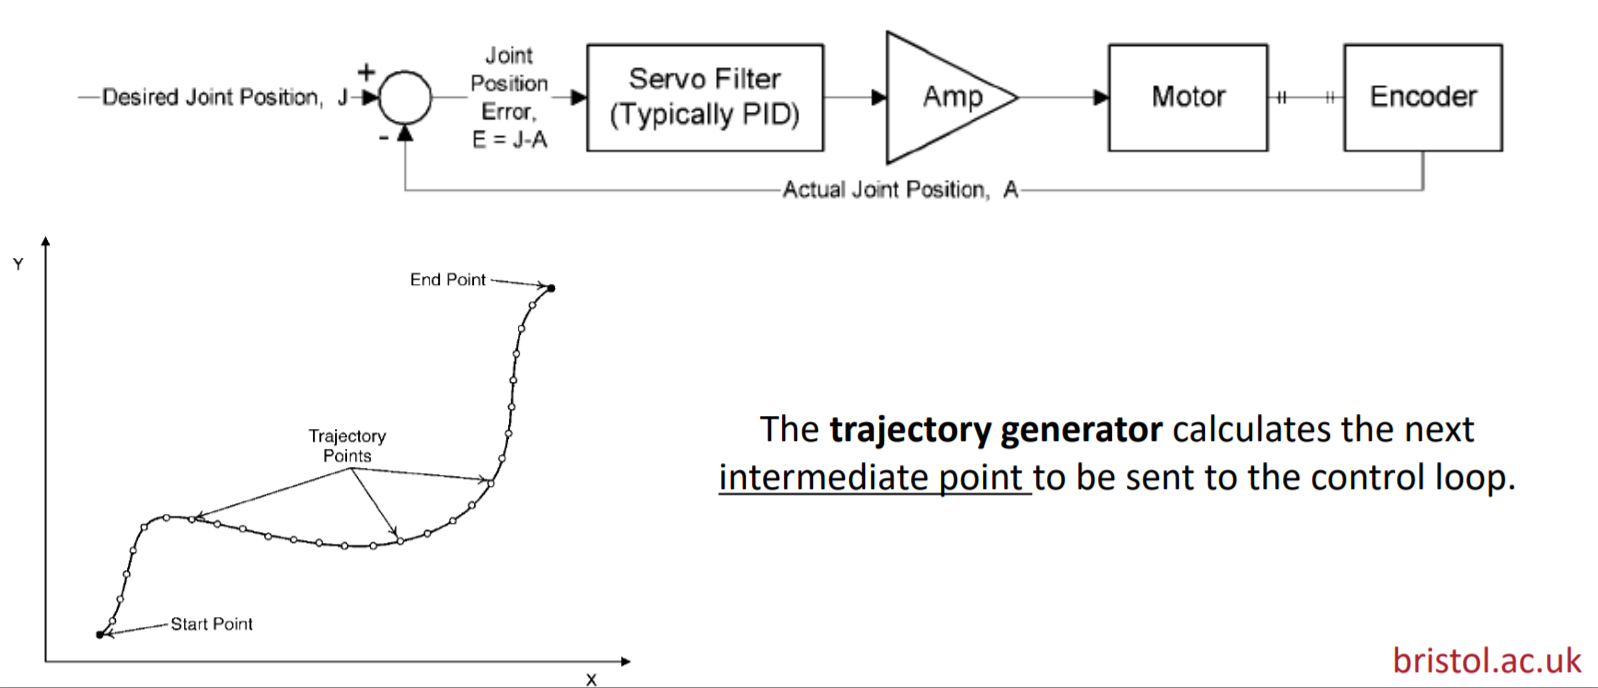 Desired Joint Position, J
+
-
Joint
Position
Error,
E = J-A
Servo Filter
(Typically PID)
Amp
Motor
Encoder
Actual Joint Position, A
Y
End Point
Trajectory
Points
Start Point
X
The trajectory generator calculates the next
intermediate point to be sent to the control loop.
bristol.ac.uk